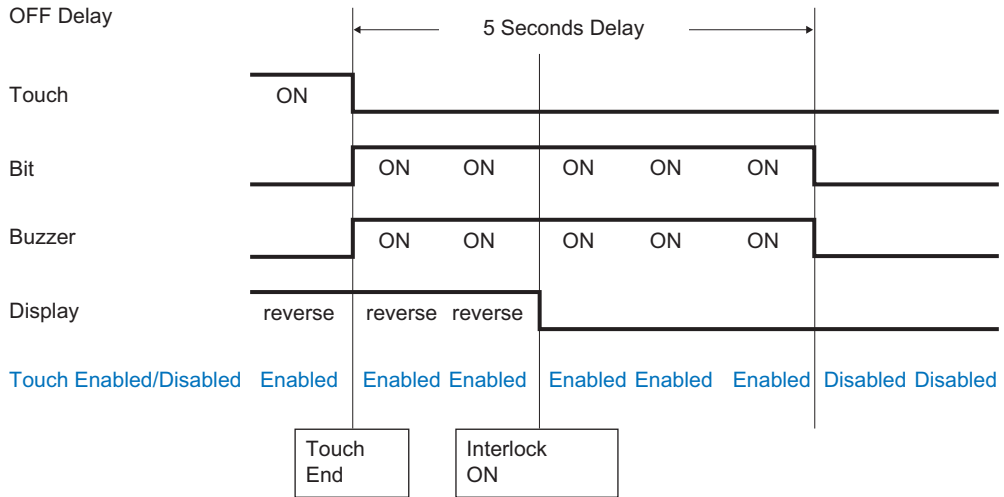 OFF Delay
5 Seconds Delay
Touch ON
Bit ON ON ON ON ON
Buzzer ON ON ON ON ON
Display reverse reverse reverse
Touch Enabled/Disabled Enabled Enabled Enabled Enabled Enabled Enabled Disabled Disabled
Touch
End
Interlock
ON